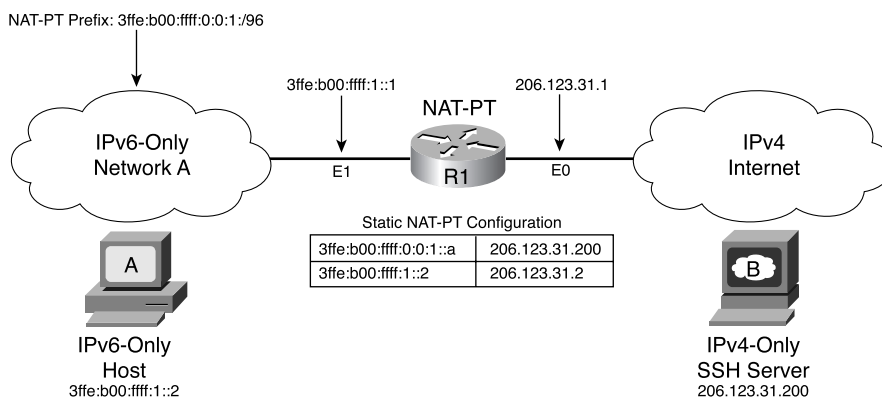 NAT-PT Prefix: 3ffe:b00:ffff:0:0:1:/96
3ffe:b00:ffff:1::1
206.123.31.1
NAT-PT
IPv6-Only
Network A
IPv4
Internet
E1
R1
E0
Static NAT-PT Configuration
3ffe:b00:ffff:0:0:1::a 206.123.31.200
3ffe:b00:ffff:1::2 206.123.31.2
A
B
IPv6-Only
Host
3ffe:b00:ffff:1::2
IPv4-Only
SSH Server
206.123.31.200